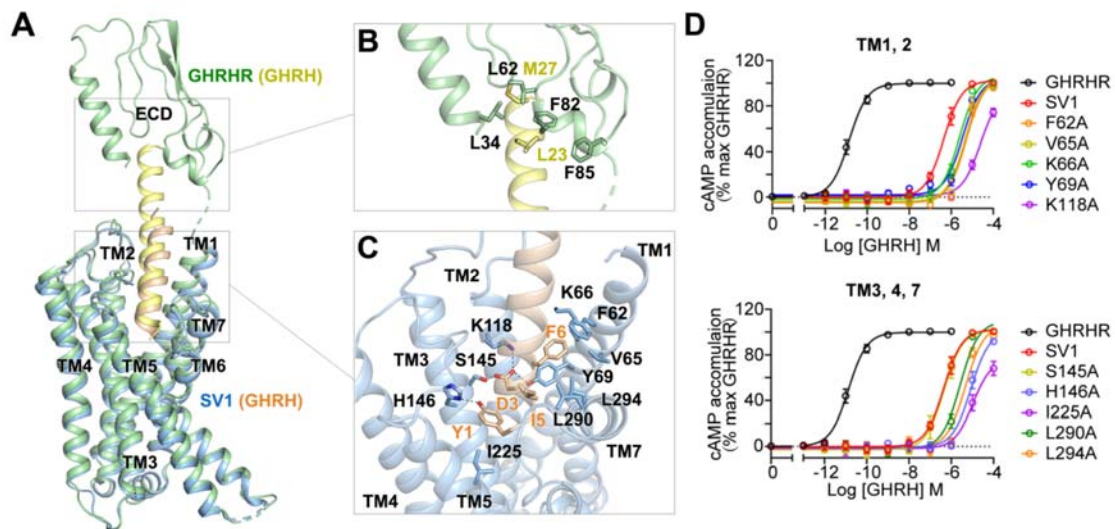 A
GHRHR (GHRH)
ECD
TM2
TM1
TM7
TM4
TM5
TM6
SV1 (GHRH)
TM3
B
L62 M27
F82
L34
L23
F85
C
TM1
TM2
K66
F62
K118
F6
TM3
S145
V65
Y69
H146
D3
L294
Y1
I5
L290
I225
TM7
TM4
TM5
D
TM1, 2
cAMP accumulaion
(% max GHRHR)
120
80
40
0
-12 -10 -8 -6 -4
Log [GHRH] M
GHRHR
SV1
F62A
V65A
K66A
Y69A
K118A
TM3, 4, 7
cAMP accumulaion
(% max GHRHR)
120
80
40
0
-12 -10 -8 -6 -4
Log [GHRH] M
GHRHR
SV1
S145A
H146A
I225A
L290A
L294A